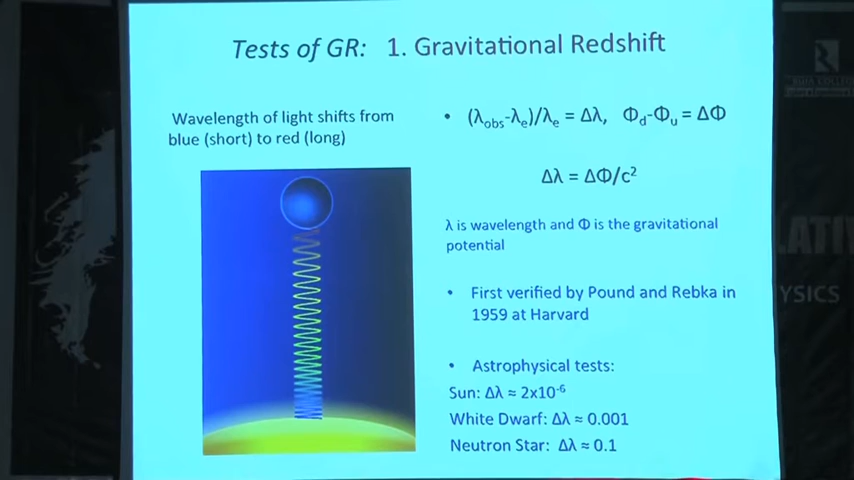 Tests of GR: 1. Gravitational Redshift
Wavelength of light shifts from
blue (short) to red (long)
• (λobs-λe)/λe = Δλ, Φd-Φu = ΔΦ
Δλ = ΔΦ/c²
λ is wavelength and Φ is the gravitational
potential
• First verified by Pound and Rebka in
1959 at Harvard
• Astrophysical tests:
Sun: Δλ ≈ 2x10⁻⁶
White Dwarf: Δλ ≈ 0.001
Neutron Star: Δλ ≈ 0.1
RUIA COLLEGE
LATI
YSICS